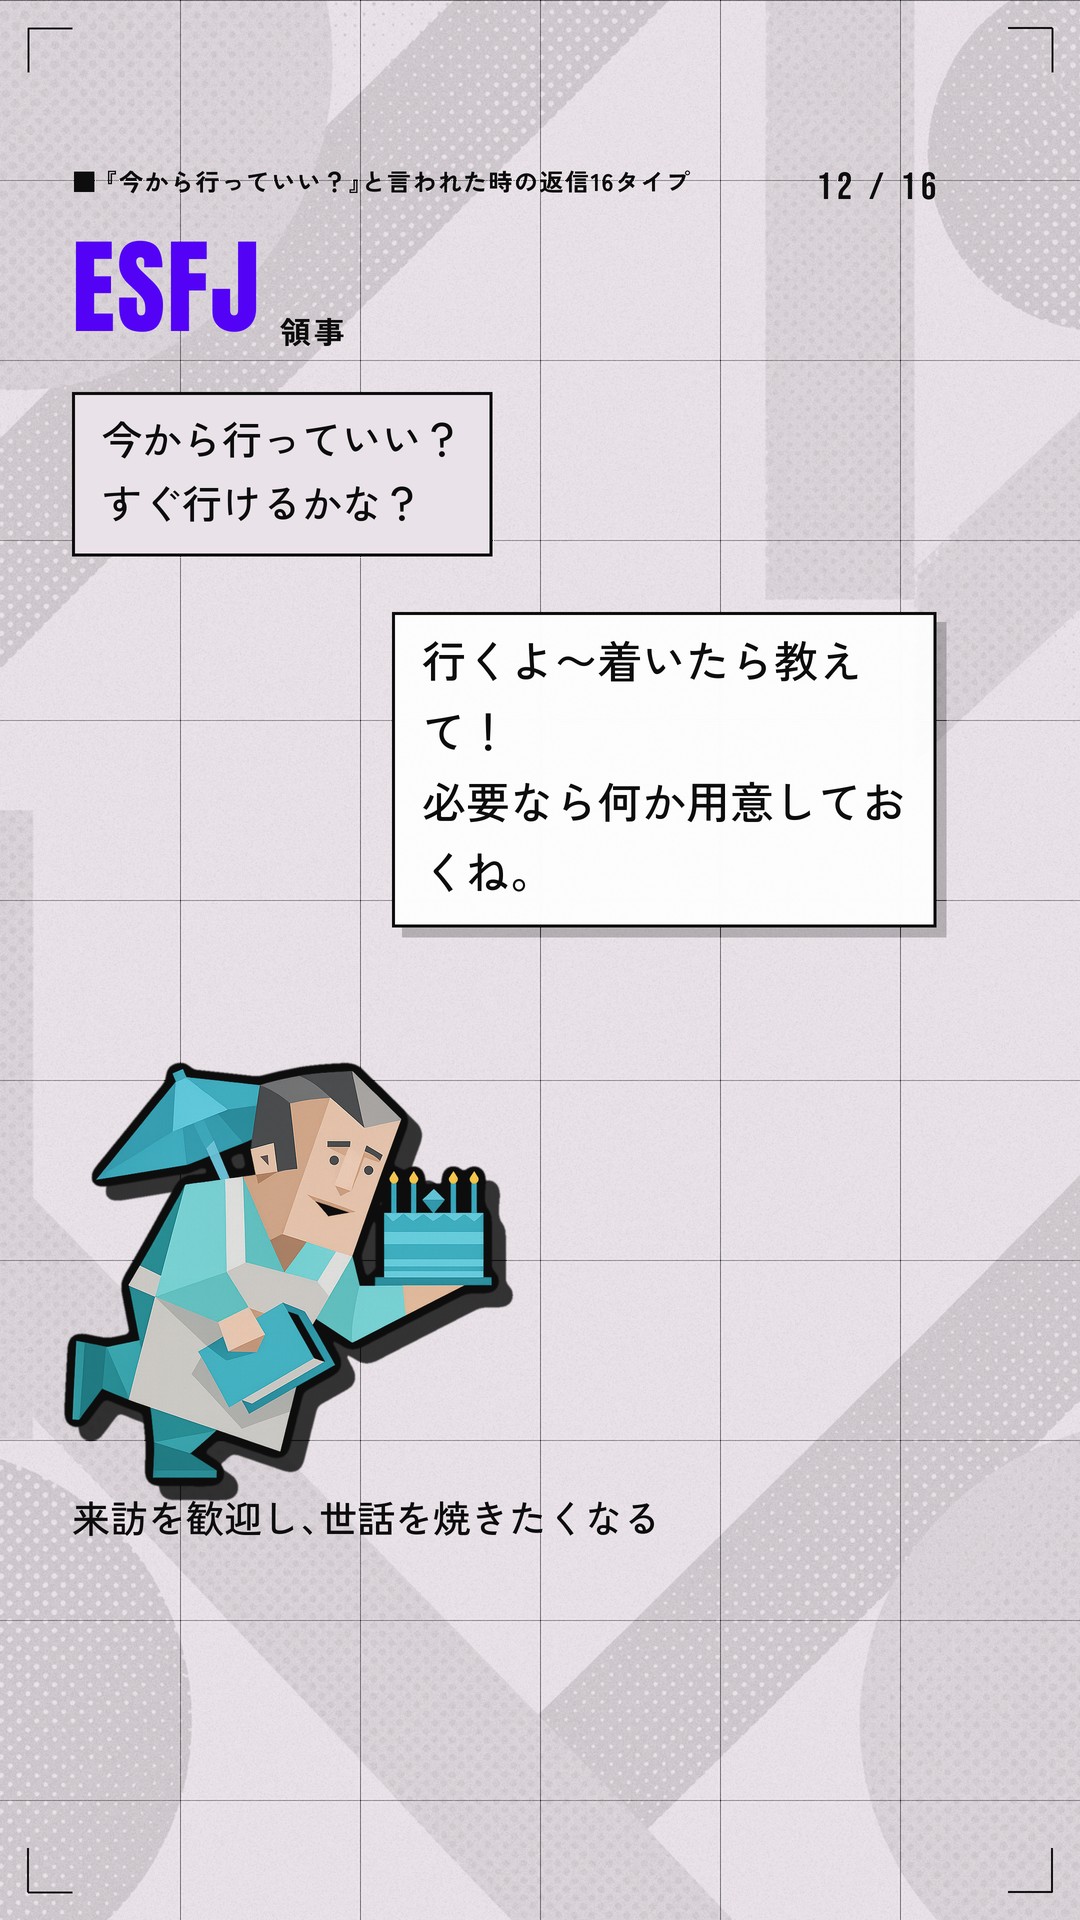 ■『今から行っていい？』と言われた時の返信16タイプ
12 / 16
ESFJ
領事
今から行っていい？
すぐ行けるかな？
行くよ〜着いたら教え
て！
必要なら何か用意してお
くね。
来訪を歓迎し、世話を焼きたくなる